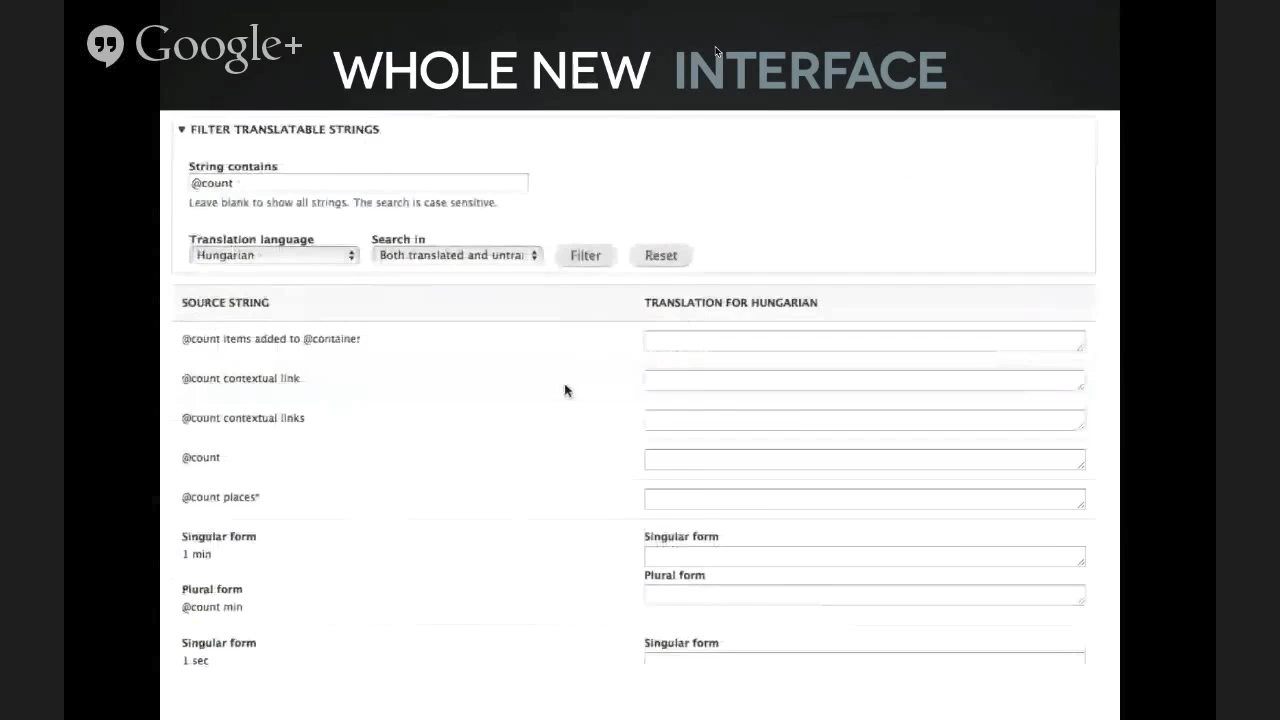 Google+
WHOLE NEW INTERFACE
▼ FILTER TRANSLATABLE STRINGS
String contains
@count
Leave blank to show all strings. The search is case sensitive.
Translation language Search in
Hungarian Both translated and untra Filter Reset
SOURCE STRING TRANSLATION FOR HUNGARIAN
@count items added to @container
@count contextual link
@count contextual links
@count
@count places*
Singular form Singular form
1 min
Plural form
Plural form
@count min
Singular form Singular form
1 sec